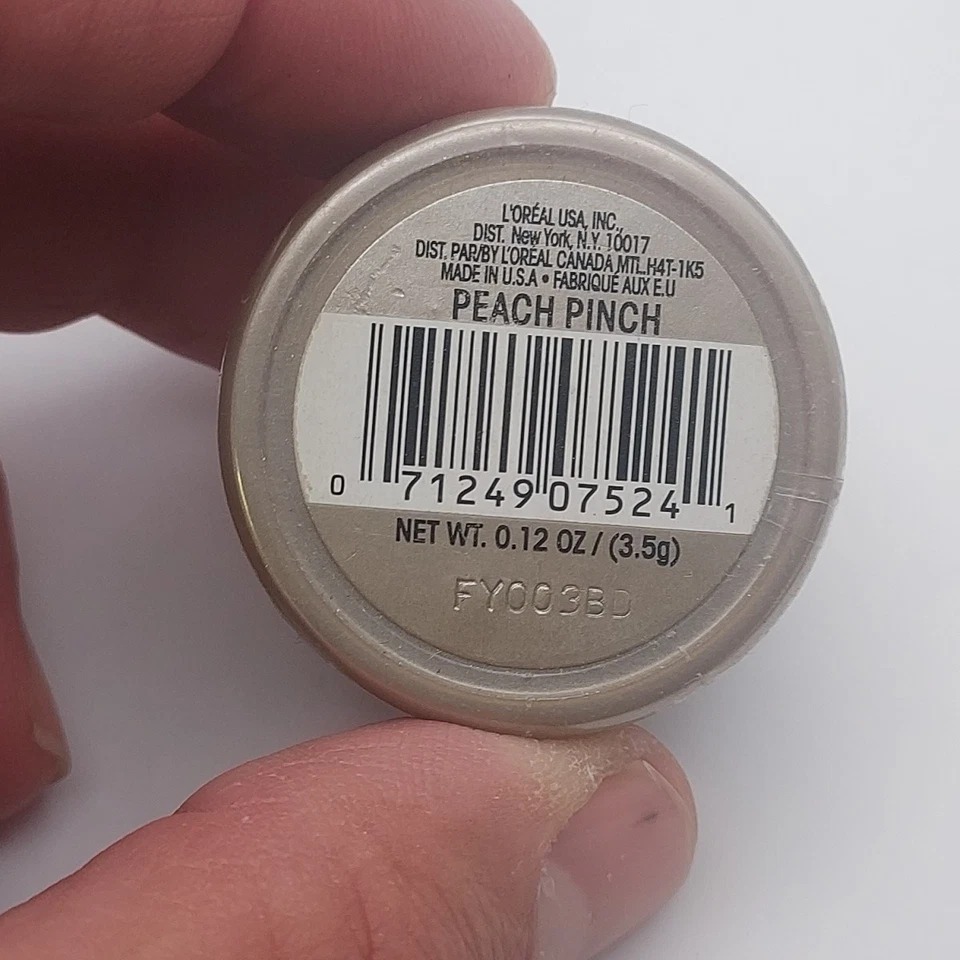 L'ORÉAL USA, INC.,
DIST. New York, N.Y. 10017
DIST. PAR/BY L'ORÉAL CANADA MTL.H4T-1K5
MADE IN U.S.A • FABRIQUÉ AUX E.U
PEACH PINCH
0 71249 07524 1
NET WT. 0.12 OZ / (3.5g)
FY003BD